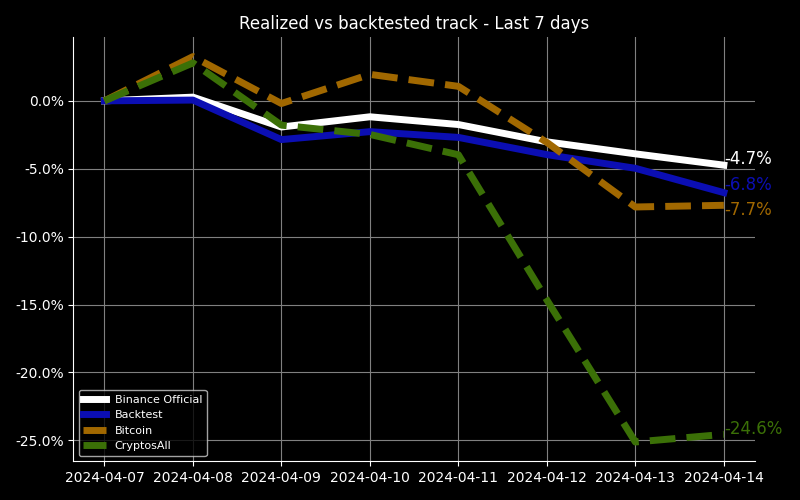 Realized vs backtested track - Last 7 days
0.0%
-5.0%
-10.0%
-15.0%
-20.0%
-25.0%
-4.7%
-6.8%
-7.7%
-24.6%
Binance Official
Backtest
Bitcoin
CryptosAll
2024-04-07 2024-04-08 2024-04-09 2024-04-10 2024-04-11 2024-04-12 2024-04-13 2024-04-14